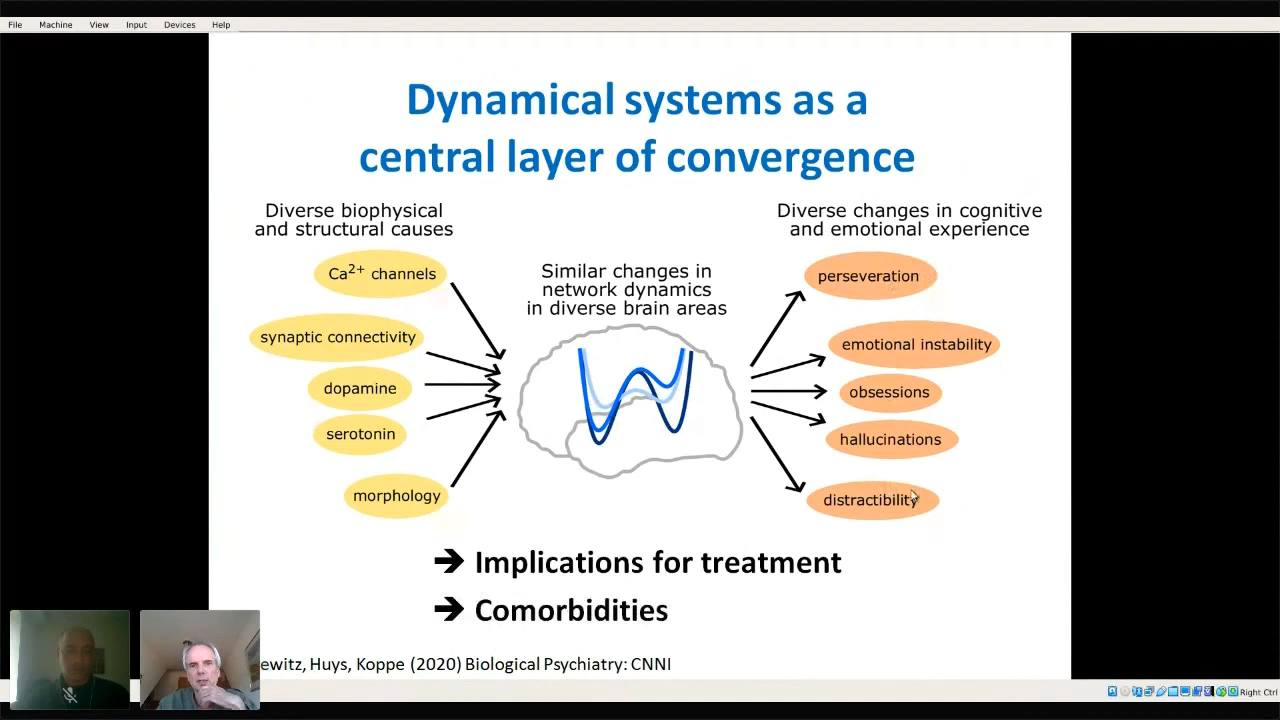 File Machine View Input Devices Help
Dynamical systems as a
central layer of convergence
Diverse biophysical
and structural causes
Ca²⁺ channels
synaptic connectivity
dopamine
serotonin
morphology
Similar changes in
network dynamics
in diverse brain areas
Diverse changes in cognitive
and emotional experience
perseveration
emotional instability
obsessions
hallucinations
distractibility
➔ Implications for treatment
➔ Comorbidities
ewitz, Huys, Koppe (2020) Biological Psychiatry: CNNI
Right Ctrl